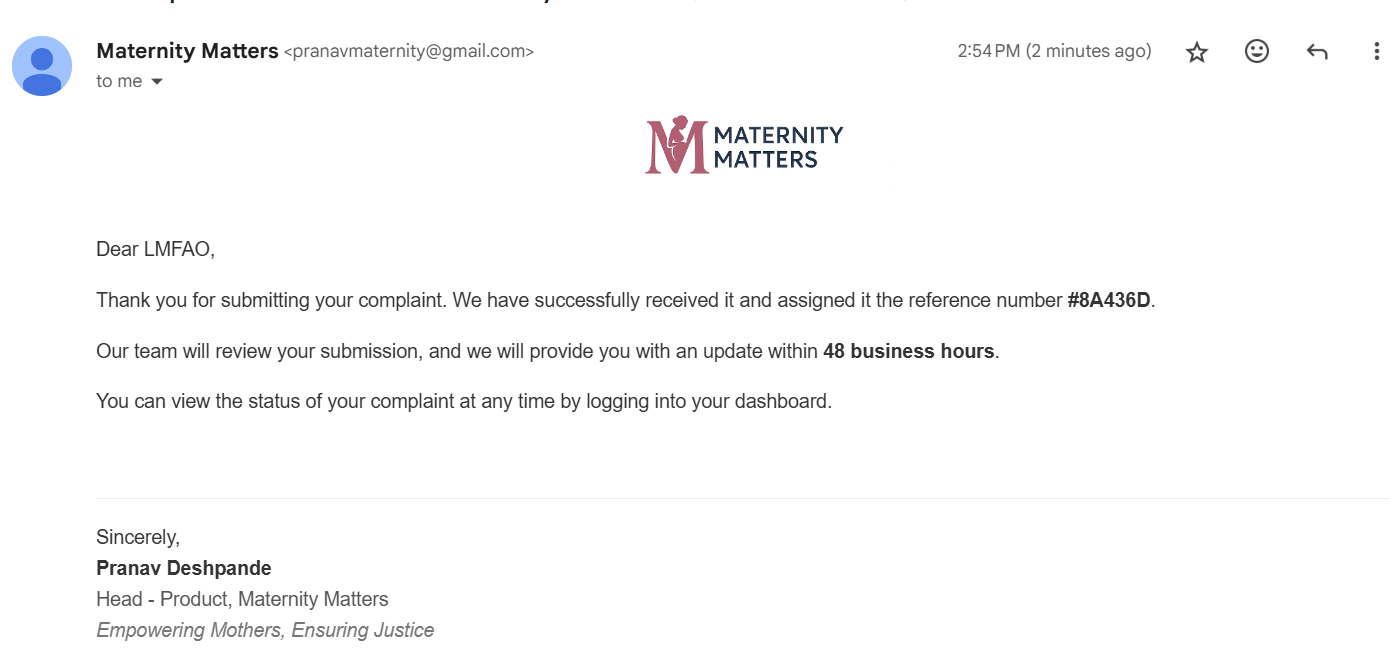 Maternity Matters <pranavmaternity@gmail.com>
2:54 PM (2 minutes ago)
to me
MATERNITY
MATTERS
Dear LMFAO,
Thank you for submitting your complaint. We have successfully received it and assigned it the reference number #8A436D.
Our team will review your submission, and we will provide you with an update within 48 business hours.
You can view the status of your complaint at any time by logging into your dashboard.
Sincerely,
Pranav Deshpande
Head - Product, Maternity Matters
Empowering Mothers, Ensuring Justice